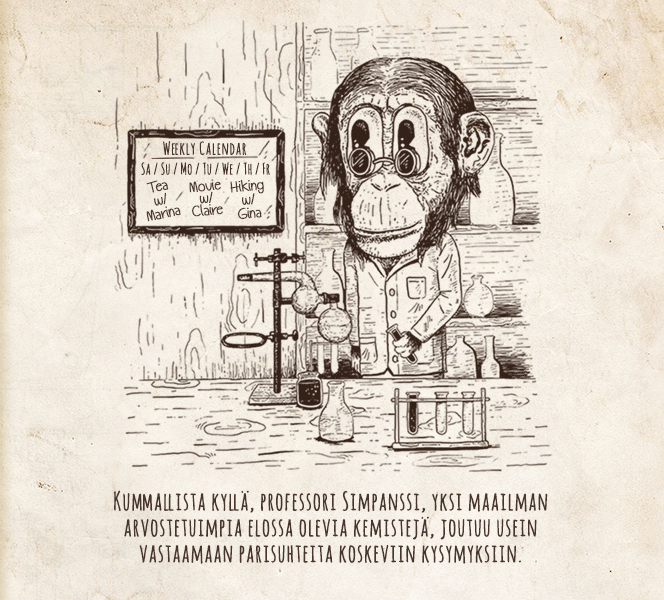 Weekly Calendar
Sa / Su / Mo / Tu / We / Th / Fr
Tea Movie Hiking
w/ w/ w/
Marina Claire Gina
Kummallista kyllä, professori Simpanssi, yksi maailman
arvostetuimpia elossa olevia kemistejä, joutuu usein
vastaamaan parisuhteita koskeviin kysymyksiin.